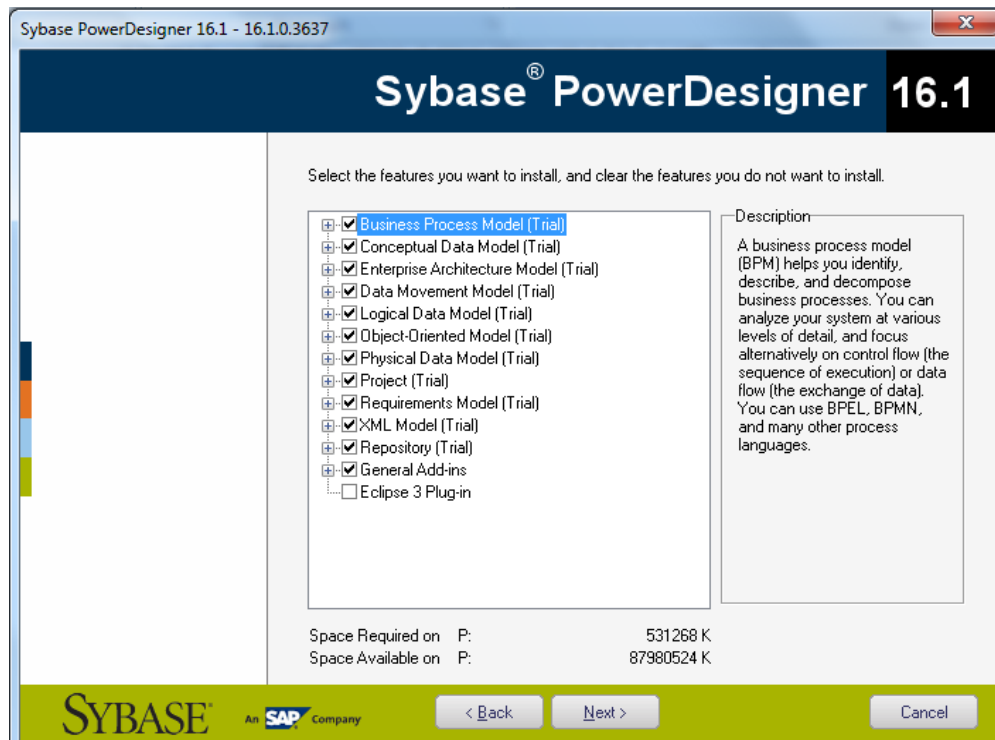 Sybase PowerDesigner 16.1 - 16.1.0.3637
Sybase® PowerDesigner 16.1
Select the features you want to install, and clear the features you do not want to install.
Business Process Model (Trial)
Conceptual Data Model (Trial)
Enterprise Architecture Model (Trial)
Data Movement Model (Trial)
Logical Data Model (Trial)
Object-Oriented Model (Trial)
Physical Data Model (Trial)
Project (Trial)
Requirements Model (Trial)
XML Model (Trial)
Repository (Trial)
General Add-ins
Eclipse 3 Plug-in
Description
A business process model
(BPM) helps you identify,
describe, and decompose
business processes. You can
analyze your system at various
levels of detail, and focus
alternatively on control flow (the
sequence of execution) or data
flow (the exchange of data).
You can use BPEL, BPMN,
and many other process
languages.
Space Required on P: 531268 K
Space Available on P: 87980524 K
SYBASE® An SAP Company
< Back
Next >
Cancel